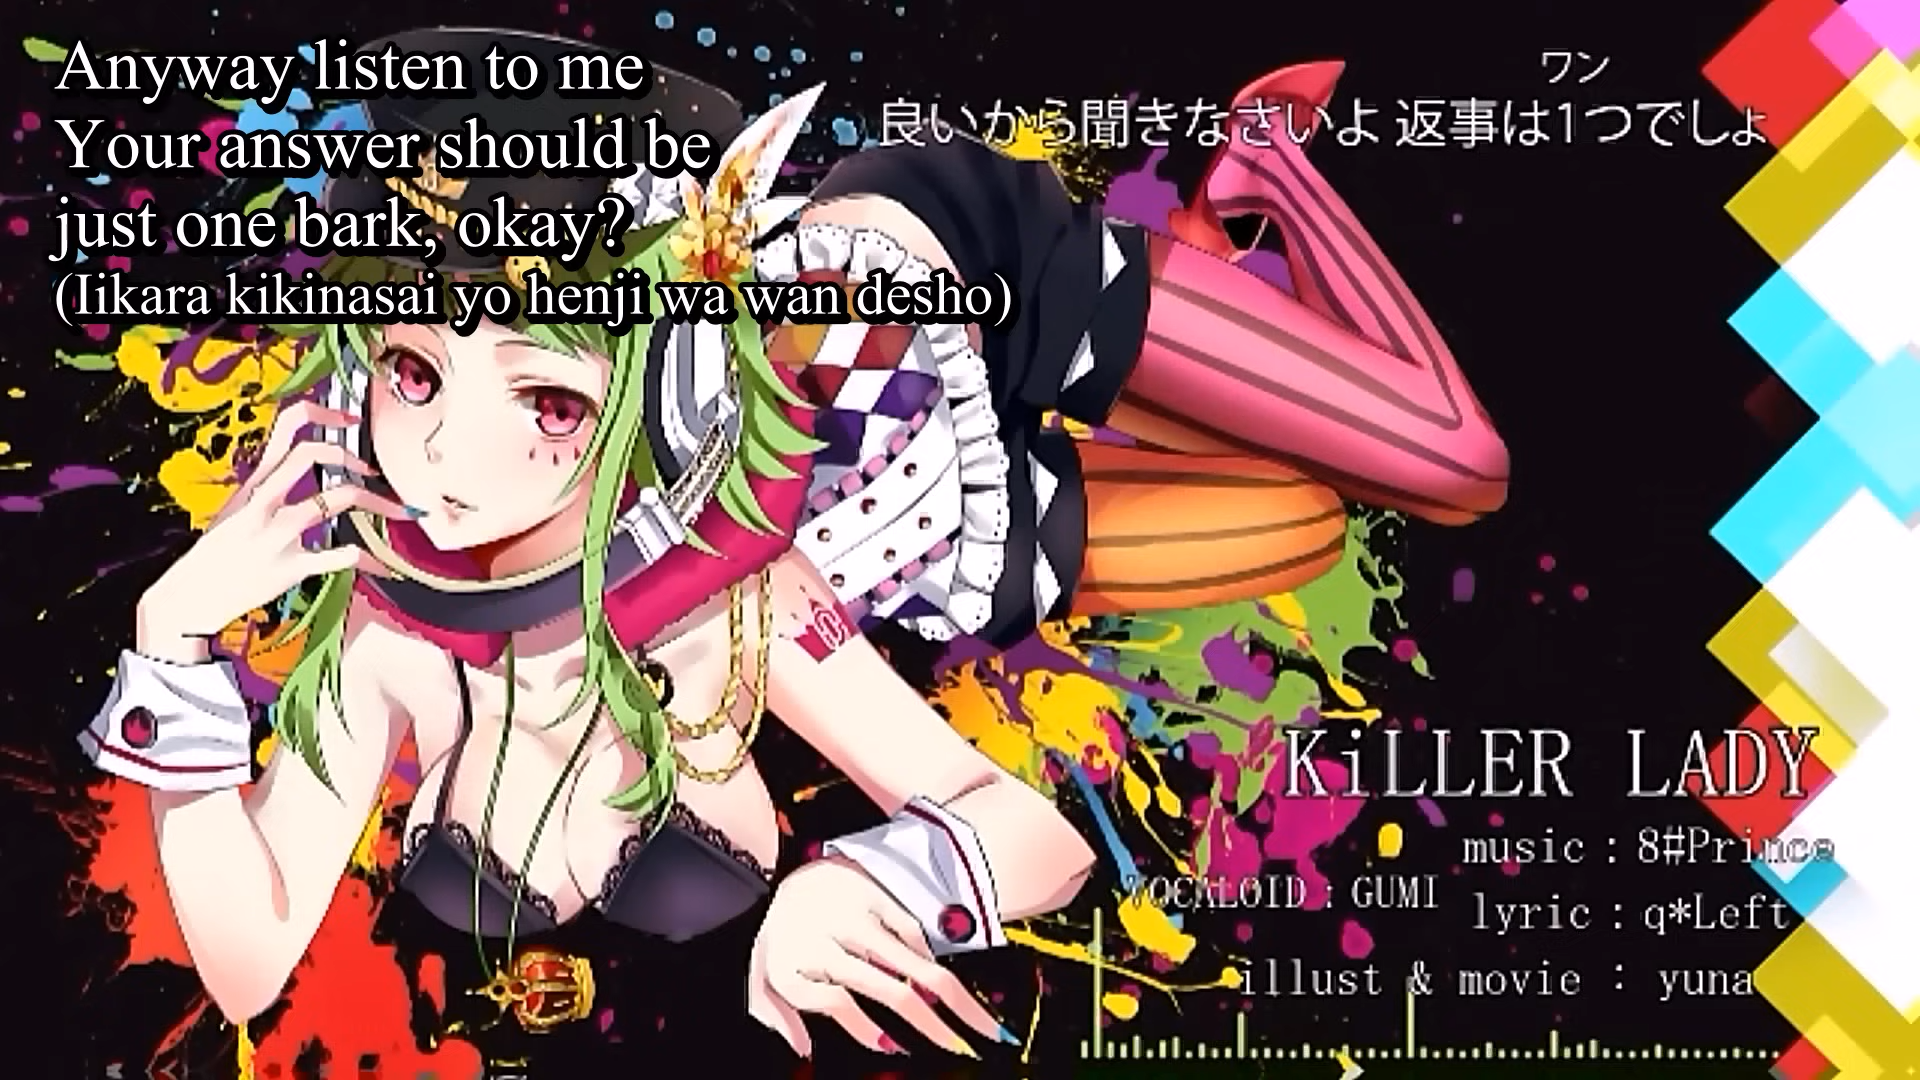 Anyway listen to me
Your answer should be
just one bark, okay?
(Iikara kikinasai yo henji wa wan desho)
ワン
良いから聞きなさいよ 返事は1つでしょ
KiLLER LADY
music : 8#Prince
VOCALOID : GUMI
lyric : q*Left
illust & movie : yuna